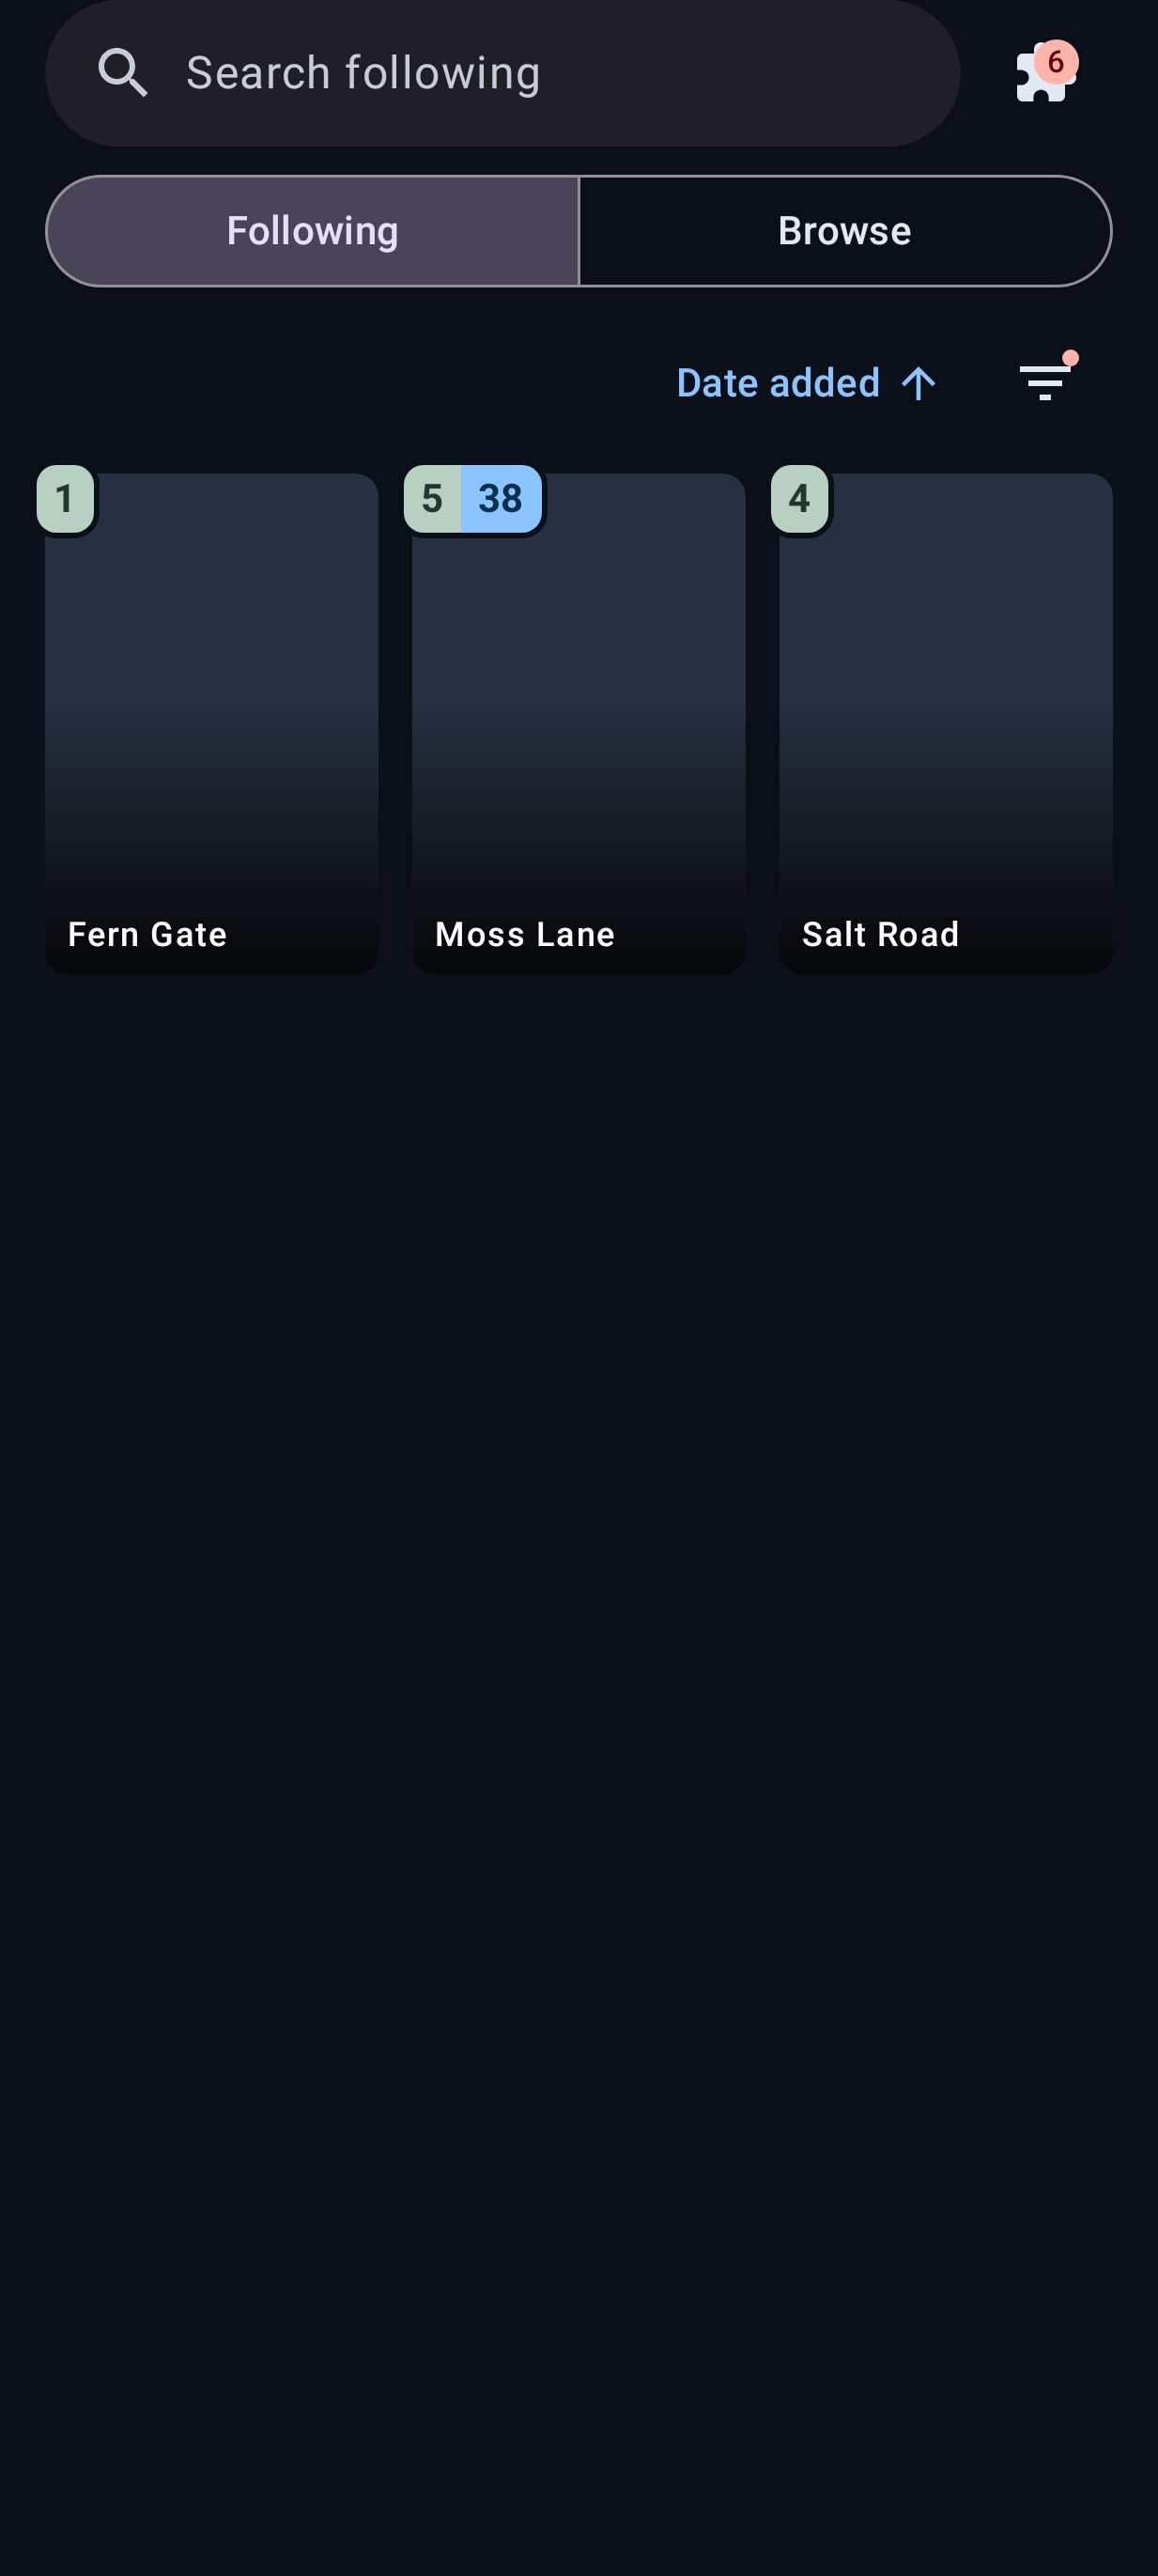 Search following
6
Following
Browse
Date added
1
5 38
4
Fern Gate
Moss Lane
Salt Road